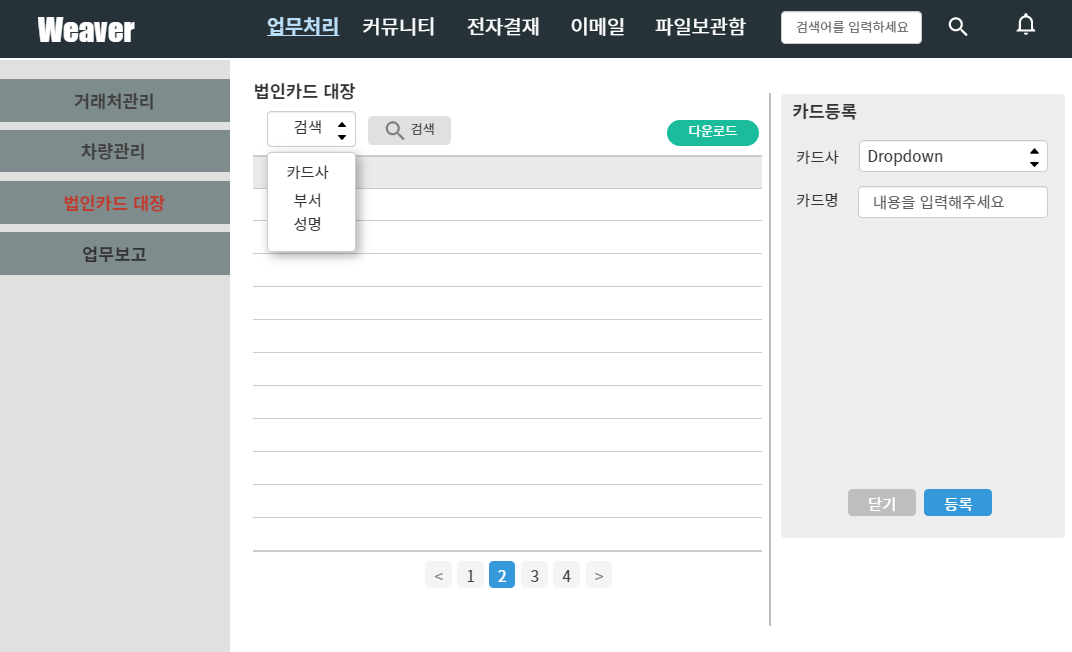 Weaver
업무처리 커뮤니티 전자결재 이메일 파일보관함 검색어를 입력하세요
거래처관리
차량관리
법인카드 대장
업무보고
법인카드 대장
검색 검색 다운로드
카드사
부서
성명
< 1 2 3 4 >
카드등록
카드사 Dropdown
카드명 내용을 입력해주세요
닫기 등록